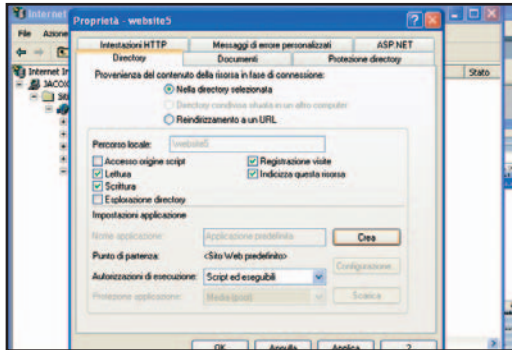 Internet
Proprietà - website5
File Azione
Intestazioni HTTP Messaggi di errore personalizzati ASP.NET
Directory Documenti Protezione directory
Internet In Stato
Provenienza del contenuto della risorsa in fase di connessione:
Nella directory selezionata
Directory condivisa situata in un altro computer
Reindirizzamento a un URL
Percorso locale: \website5
Accesso origine script Registrazione visite
Lettura Indicizza questa risorsa
Scrittura
Esplorazione directory
Impostazioni applicazione
Nome applicazione: Applicazione predefinita Crea
Punto di partenza: <Sito Web predefinito>
Configurazione...
Autorizzazioni di esecuzione: Script ed eseguibili
Protezione applicazione: Media (pool) Scarica
OK Annulla Applica ?